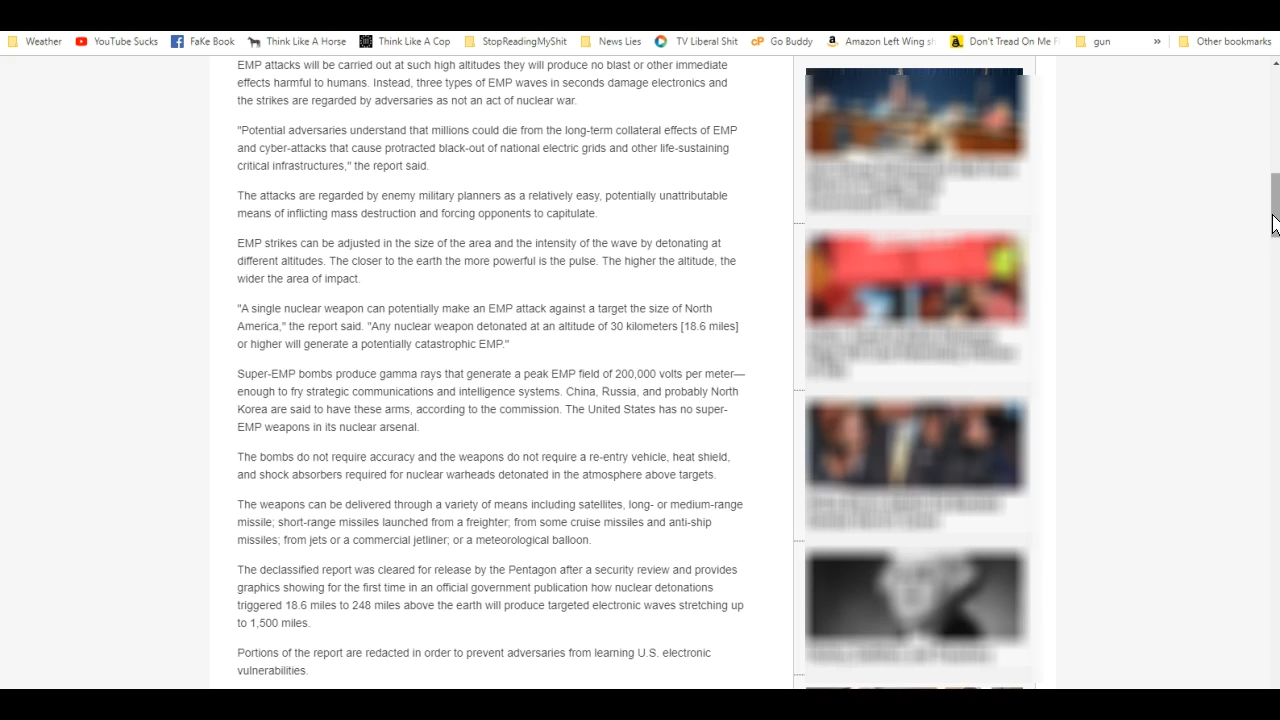 Weather YouTube Sucks FaKe Book Think Like A Horse Think Like A Cop StopReadingMyShit News Lies TV Liberal Shit Go Buddy Amazon Left Wing Don't Tread On Me gun » Other bookmarks
EMP attacks will be carried out at such high altitudes they will produce no blast or other immediate
effects harmful to humans. Instead, three types of EMP waves in seconds damage electronics and
the strikes are regarded by adversaries as not an act of nuclear war.
"Potential adversaries understand that millions could die from the long-term collateral effects of EMP
and cyber-attacks that cause protracted black-out of national electric grids and other life-sustaining
critical infrastructures," the report said.
The attacks are regarded by enemy military planners as a relatively easy, potentially unattributable
means of inflicting mass destruction and forcing opponents to capitulate.
EMP strikes can be adjusted in the size of the area and the intensity of the wave by detonating at
different altitudes. The closer to the earth the more powerful is the pulse. The higher the altitude, the
wider the area of impact.
"A single nuclear weapon can potentially make an EMP attack against a target the size of North
America," the report said. "Any nuclear weapon detonated at an altitude of 30 kilometers [18.6 miles]
or higher will generate a potentially catastrophic EMP."
Super-EMP bombs produce gamma rays that generate a peak EMP field of 200,000 volts per meter—
enough to fry strategic communications and intelligence systems. China, Russia, and probably North
Korea are said to have these arms, according to the commission. The United States has no super-
EMP weapons in its nuclear arsenal.
The bombs do not require accuracy and the weapons do not require a re-entry vehicle, heat shield,
and shock absorbers required for nuclear warheads detonated in the atmosphere above targets.
The weapons can be delivered through a variety of means including satellites, long- or medium-range
missile; short-range missiles launched from a freighter; from some cruise missiles and anti-ship
missiles; from jets or a commercial jetliner; or a meteorological balloon.
The declassified report was cleared for release by the Pentagon after a security review and provides
graphics showing for the first time in an official government publication how nuclear detonations
triggered 18.6 miles to 248 miles above the earth will produce targeted electronic waves stretching up
to 1,500 miles.
Portions of the report are redacted in order to prevent adversaries from learning U.S. electronic
vulnerabilities.